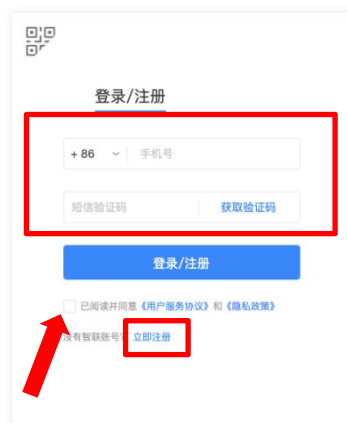 登录/注册
+ 86 手机号
短信验证码 获取验证码
登录/注册
已阅读并同意《用户服务协议》和《隐私政策》
没有智联账号? 立即注册